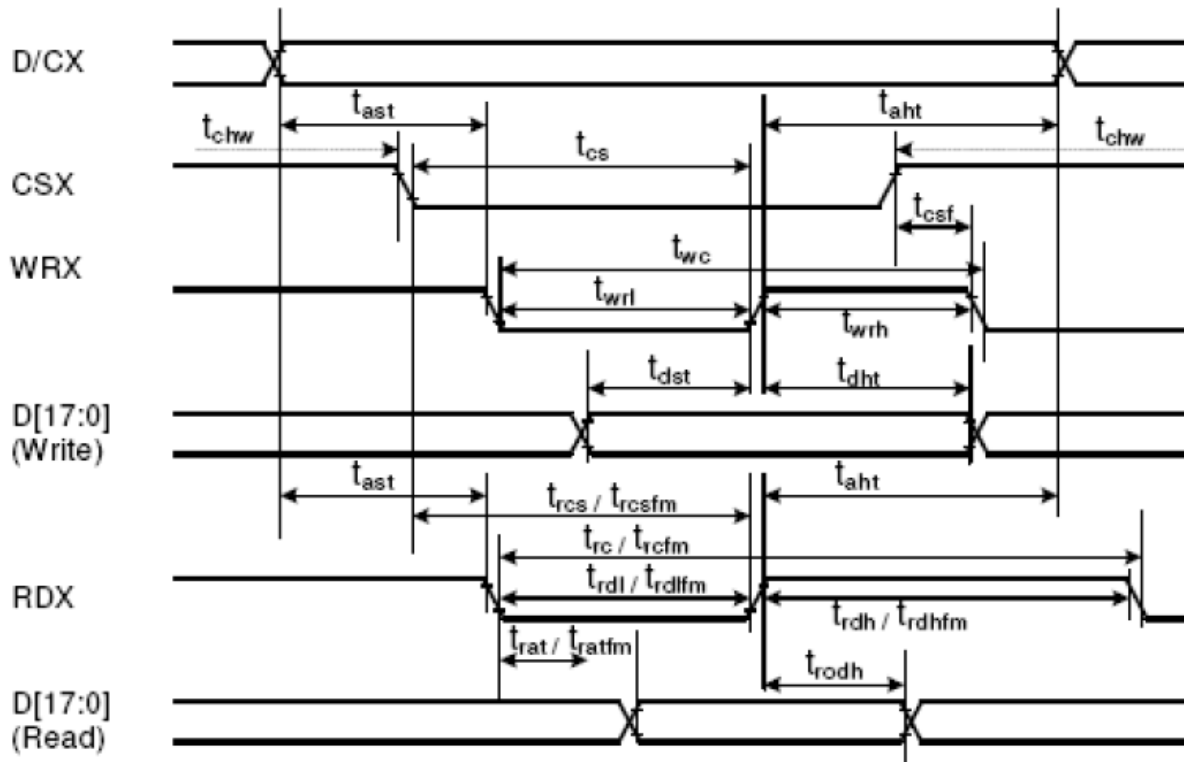 D/CX
t_ast
t_aht
t_chw
t_cs
t_chw
CSX
t_csf
WRX
t_wc
t_wrl
t_wrh
t_dst
t_dht
D[17:0]
(Write)
t_ast
t_rcs / t_rcsfm
t_aht
t_rc / t_rcfm
RDX
t_rdl / t_rdlfm
t_rdh / t_rdhfm
t_rat / t_ratfm
t_rodh
D[17:0]
(Read)